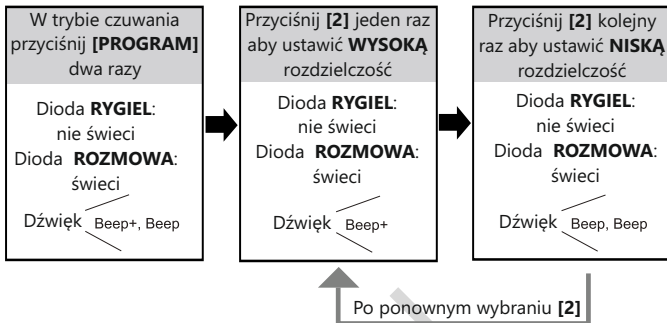 W trybie czuwania
przyciśnij [PROGRAM]
dwa razy
Dioda RYGIEL:
nie świeci
Dioda ROZMOWA:
świeci
Dźwięk Beep+, Beep
Przyciśnij [2] jeden raz
aby ustawić WYSOKĄ
rozdzielczość
Dioda RYGIEL:
nie świeci
Dioda ROZMOWA:
świeci
Dźwięk Beep+
Przyciśnij [2] kolejny
raz aby ustawić NISKĄ
rozdzielczość
Dioda RYGIEL:
nie świeci
Dioda ROZMOWA:
świeci
Dźwięk Beep, Beep
Po ponownym wybraniu [2]